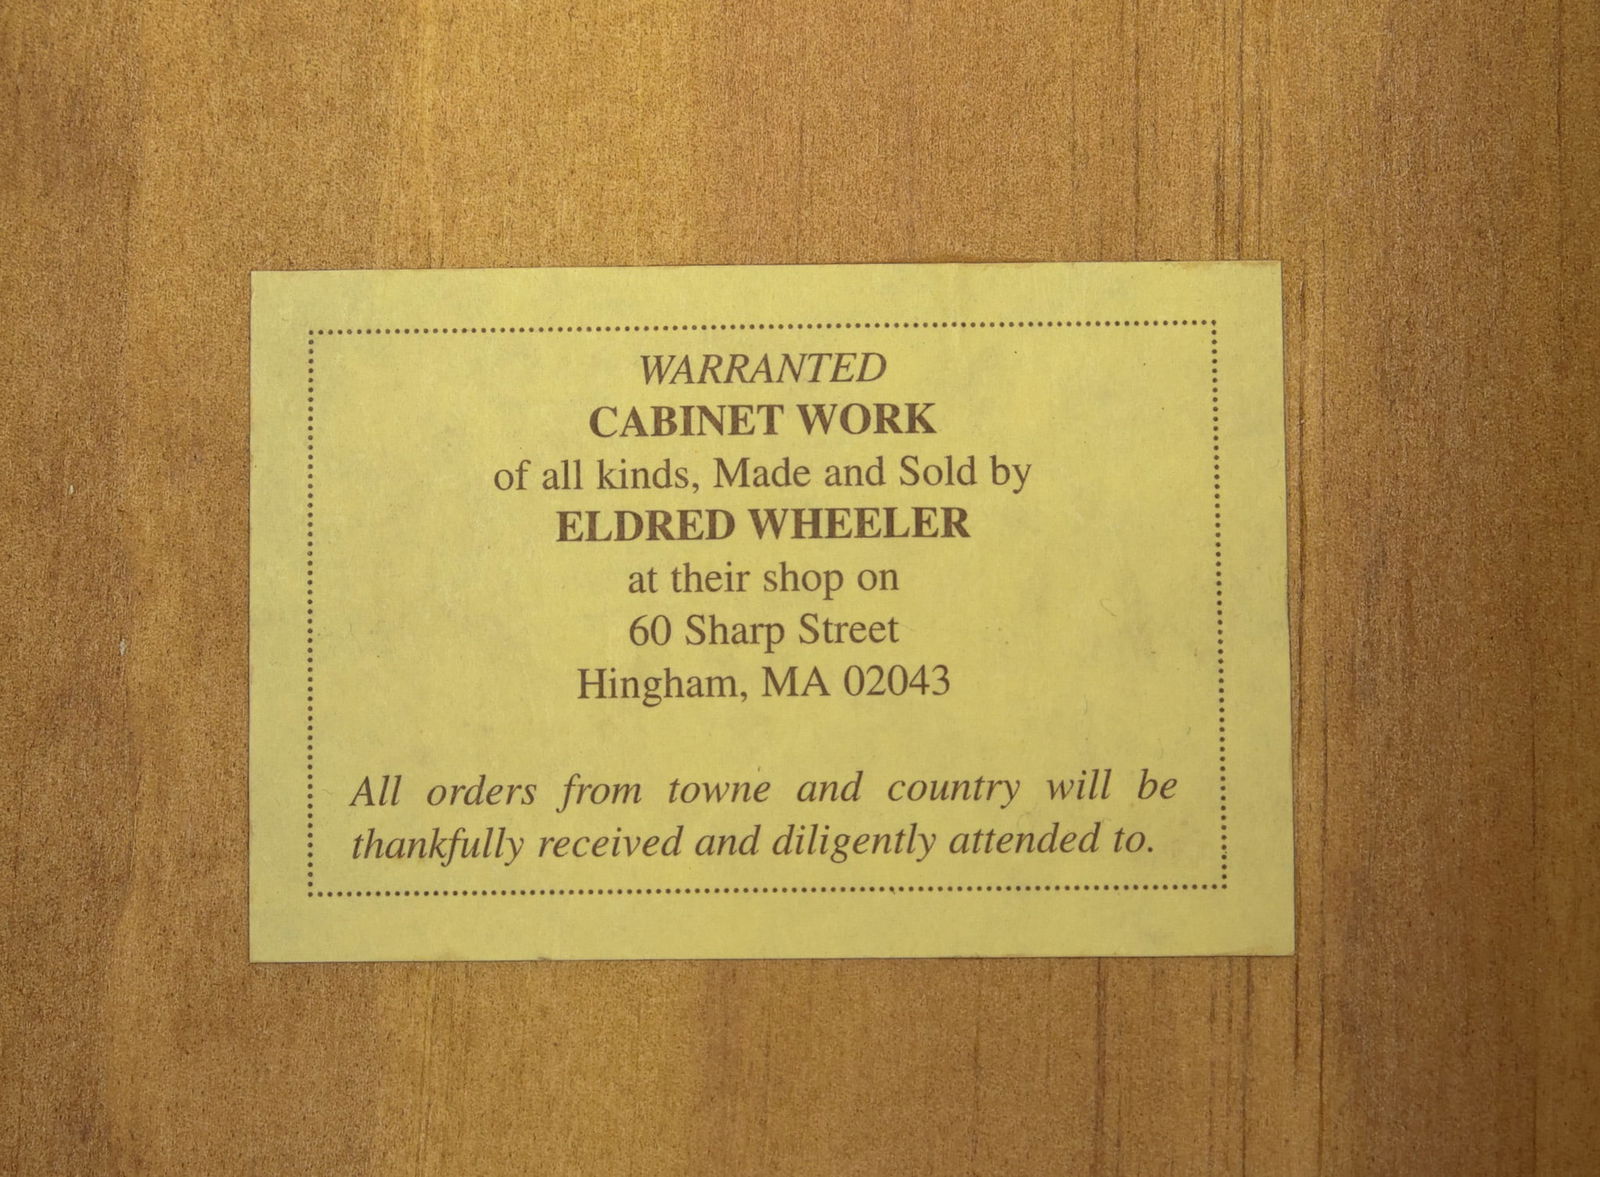 WARRANTED
CABINET WORK
of all kinds, Made and Sold by
ELDRED WHEELER
at their shop on
60 Sharp Street
Hingham, MA 02043
All orders from towne and country will be
thankfully received and diligently attended to.